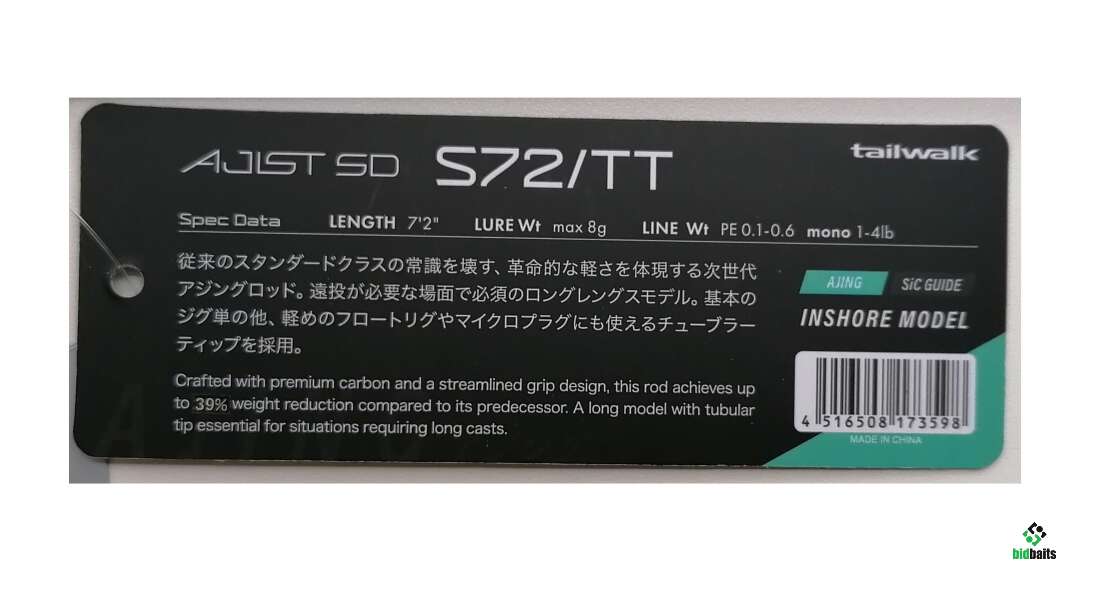 AJIST SD S72/TT tailwalk
Spec Data LENGTH 7'2" LURE Wt max 8g LINE Wt PE 0.1-0.6 mono 1-4lb
従来のスタンダードクラスの常識を壊す、革命的な軽さを体現する次世代
アジングロッド。遠投が必要な場面で必須のロングレングスモデル。基本の
ジグ単の他、軽めのフロートリグやマイクロプラグにも使えるチューブラー
ティップを採用。
Crafted with premium carbon and a streamlined grip design, this rod achieves up
to 39% weight reduction compared to its predecessor. A long model with tubular
tip essential for situations requiring long casts.
AJING SiC GUIDE
INSHORE MODEL
4 516508 173598
MADE IN CHINA
bidbaits